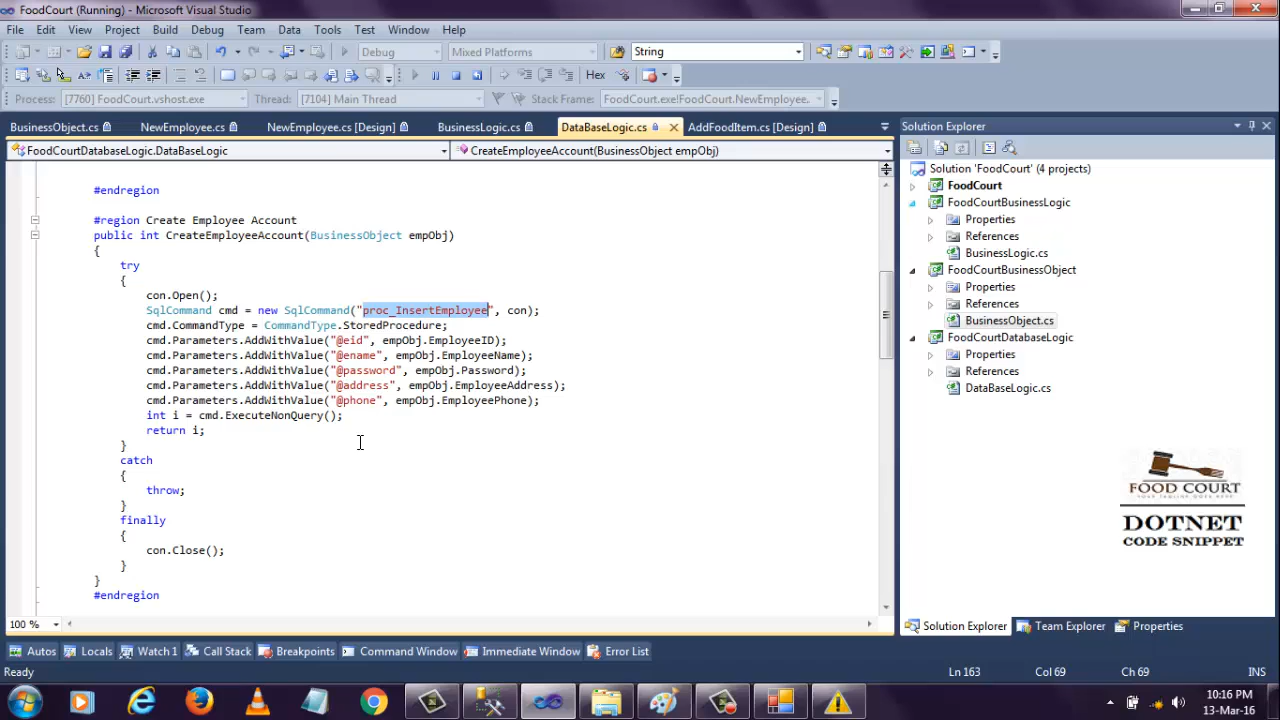 FoodCourt (Running) - Microsoft Visual Studio
File Edit View Project Build Debug Team Data Tools Test Window Help
Debug Mixed Platforms String
Hex
Process: [7760] FoodCourt.vshost.exe Thread: [7104] Main Thread Stack Frame: FoodCourt.exe!FoodCourt.NewEmployee.
BusinessObject.cs NewEmployee.cs NewEmployee.cs [Design] BusinessLogic.cs DataBaseLogic.cs AddFoodItem.cs [Design] Solution Explorer
FoodCourtDatabaseLogic.DataBaseLogic CreateEmployeeAccount(BusinessObject empObj)
#endregion
#region Create Employee Account
public int CreateEmployeeAccount(BusinessObject empObj)
{
try
{
con.Open();
SqlCommand cmd = new SqlCommand("proc_InsertEmployee", con);
cmd.CommandType = CommandType.StoredProcedure;
cmd.Parameters.AddWithValue("@eid", empObj.EmployeeID);
cmd.Parameters.AddWithValue("@ename", empObj.EmployeeName);
cmd.Parameters.AddWithValue("@password", empObj.Password);
cmd.Parameters.AddWithValue("@address", empObj.EmployeeAddress);
cmd.Parameters.AddWithValue("@phone", empObj.EmployeePhone);
int i = cmd.ExecuteNonQuery();
return i;
}
catch
{
throw;
}
finally
{
con.Close();
}
}
#endregion
100 %
Solution 'FoodCourt' (4 projects)
FoodCourt
FoodCourtBusinessLogic
Properties
References
BusinessLogic.cs
FoodCourtBusinessObject
Properties
References
BusinessObject.cs
FoodCourtDatabaseLogic
Properties
References
DataBaseLogic.cs
FOOD COURT
YOUR TAGLINE GOES HERE
DOTNET
CODE SNIPPET
Solution Explorer Team Explorer Properties
Autos Locals Watch 1 Call Stack Breakpoints Command Window Immediate Window Error List
Ready Ln 163 Col 69 Ch 69 INS
10:16 PM
13-Mar-16